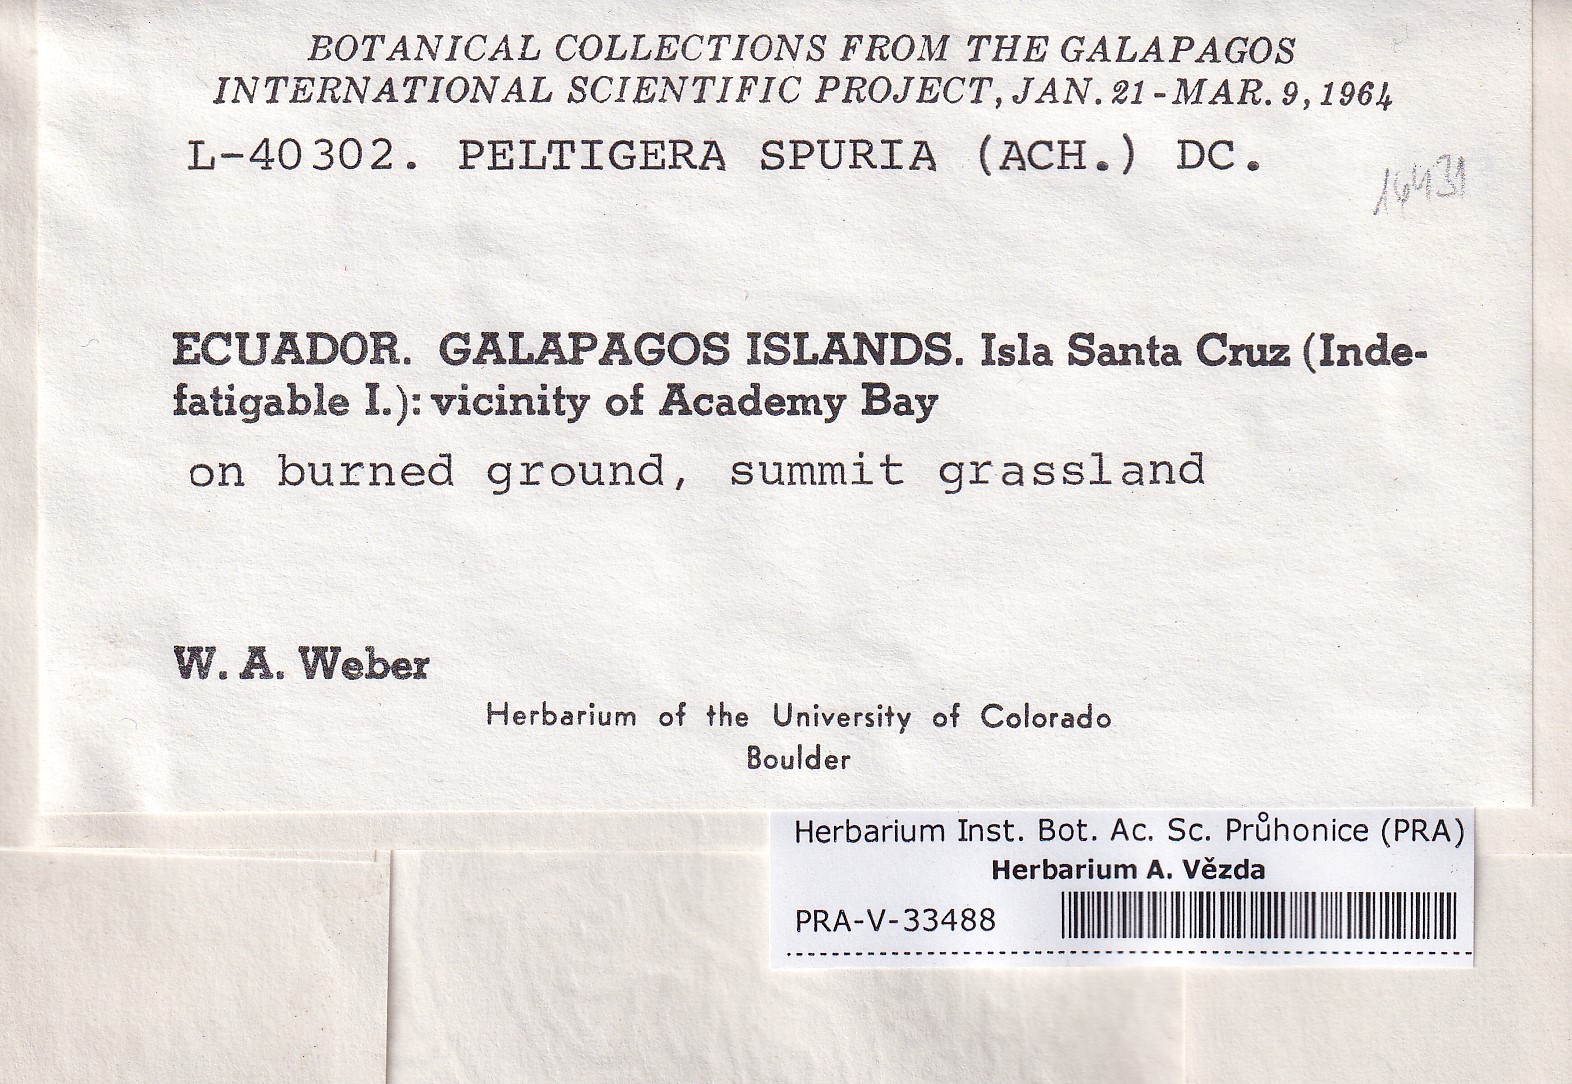 BOTANICAL COLLECTIONS FROM THE GALAPAGOS
INTERNATIONAL SCIENTIFIC PROJECT, JAN. 21 - MAR. 9, 1964
L-40302. PELTIGERA SPURIA (ACH.) DC.
ECUADOR. GALAPAGOS ISLANDS. Isla Santa Cruz (Inde-
fatigable I.): vicinity of Academy Bay
on burned ground, summit grassland
W. A. Weber
Herbarium of the University of Colorado
Boulder
Herbarium Inst. Bot. Ac. Sc. Průhonice (PRA)
Herbarium A. Vězda
PRA-V-33488